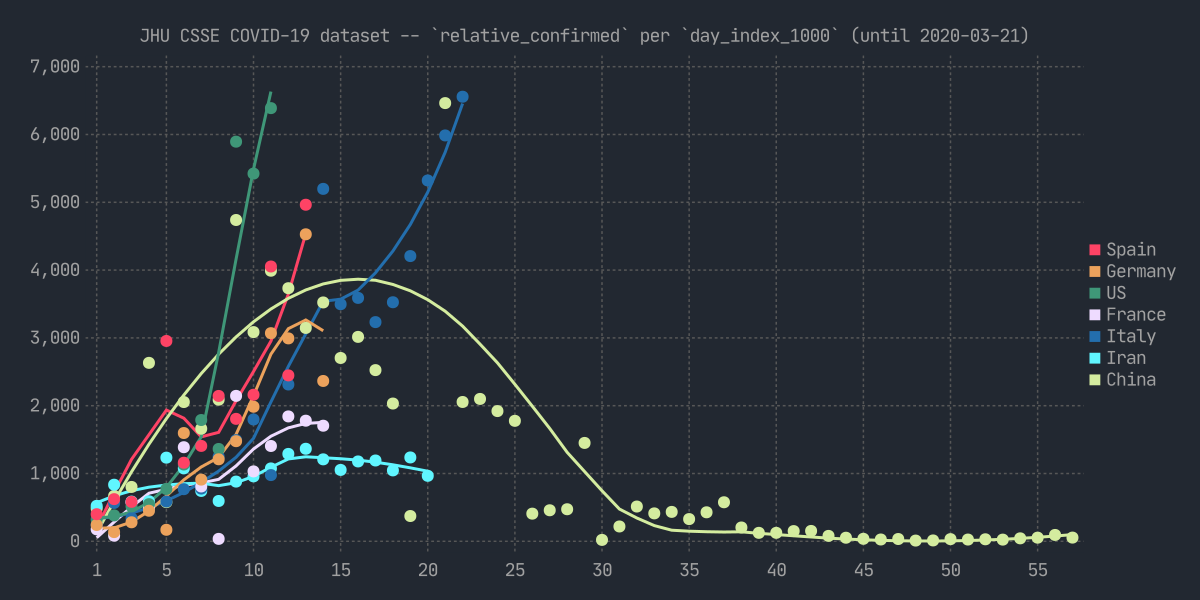 JHU CSSE COVID-19 dataset -- `relative_confirmed` per `day_index_1000` (until 2020-03-21)
7,000
6,000
5,000
4,000
3,000
2,000
1,000
0
1 5 10 15 20 25 30 35 40 45 50 55
Spain
Germany
US
France
Italy
Iran
China